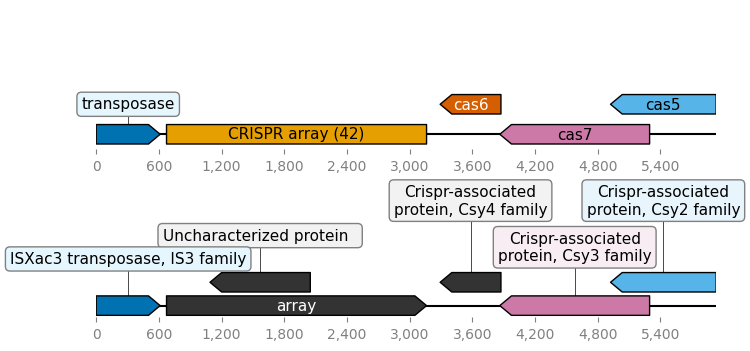 transposase
cas6
cas5
CRISPR array (42)
cas7
0 600 1,200 1,800 2,400 3,000 3,600 4,200 4,800 5,400
Crispr-associated
protein, Csy4 family
Crispr-associated
protein, Csy2 family
Uncharacterized protein
Crispr-associated
protein, Csy3 family
ISXac3 transposase, IS3 family
array
0 600 1,200 1,800 2,400 3,000 3,600 4,200 4,800 5,400